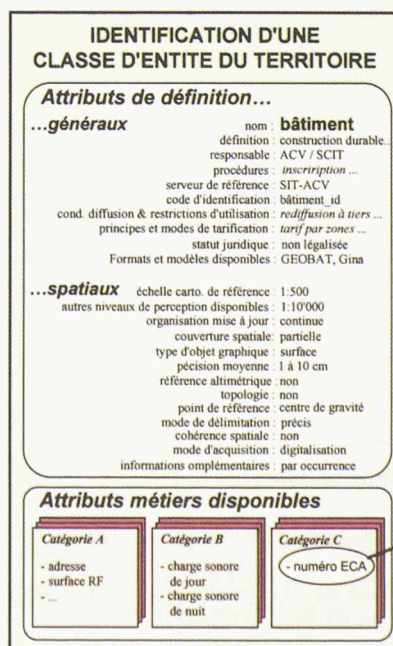 IDENTIFICATION D'UNE
CLASSE D'ENTITE DU TERRITOIRE
Attributs de définition...
...généraux nom : bâtiment
définition : construction durable...
responsable : ACV / SCIT
procédures : inscriription ...
serveur de référence : SIT-ACV
code d'identification : bâtiment_id
cond. diffusion & restrictions d'utilisation : rediffusion à tiers ...
principes et modes de tarification : tarif par zones ...
statut juridique : non légalisée
Formats et modèles disponibles : GEOBAT, Gina
...spatiaux échelle carto. de référence : 1:500
autres niveaux de perception disponibles : 1:10'000
organisation mise à jour : continue
couverture spatiale: partielle
type d'objet graphique : surface
pécision moyenne : 1 à 10 cm
référence altimétrique : non
topologie : non
point de référence : centre de gravité
mode de délimitation : précis
cohérence spatiale : non
mode d'acquisition : digitalisation
informations omplémentaires : par occurrence
Attributs métiers disponibles
Catégorie A
- adresse
- surface RF
- ...
Catégorie B
- charge sonore
de jour
- charge sonore
de nuit
Catégorie C
- numéro ECA